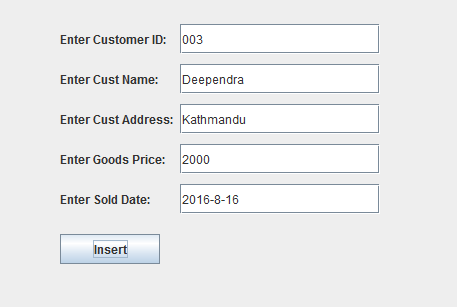 Enter Customer ID: 003
Enter Cust Name: Deependra
Enter Cust Address: Kathmandu
Enter Goods Price: 2000
Enter Sold Date: 2016-8-16
Insert